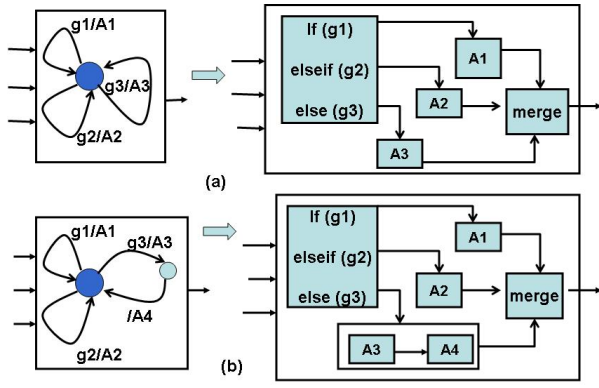 g1/A1
g3/A3
g2/A2
If (g1)
elseif (g2)
else (g3)
A1
A2
A3
merge
(a)
g1/A1
g3/A3
/A4
g2/A2
If (g1)
elseif (g2)
else (g3)
A1
A2
merge
A3
A4
(b)